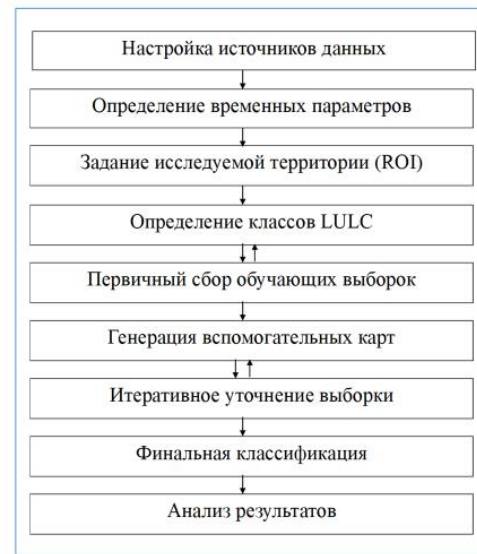 Настройка источников данных
Определение временных параметров
Задание исследуемой территории (ROI)
Определение классов LULC
Первичный сбор обучающих выборок
Генерация вспомогательных карт
Итеративное уточнение выборки
Финальная классификация
Анализ результатов